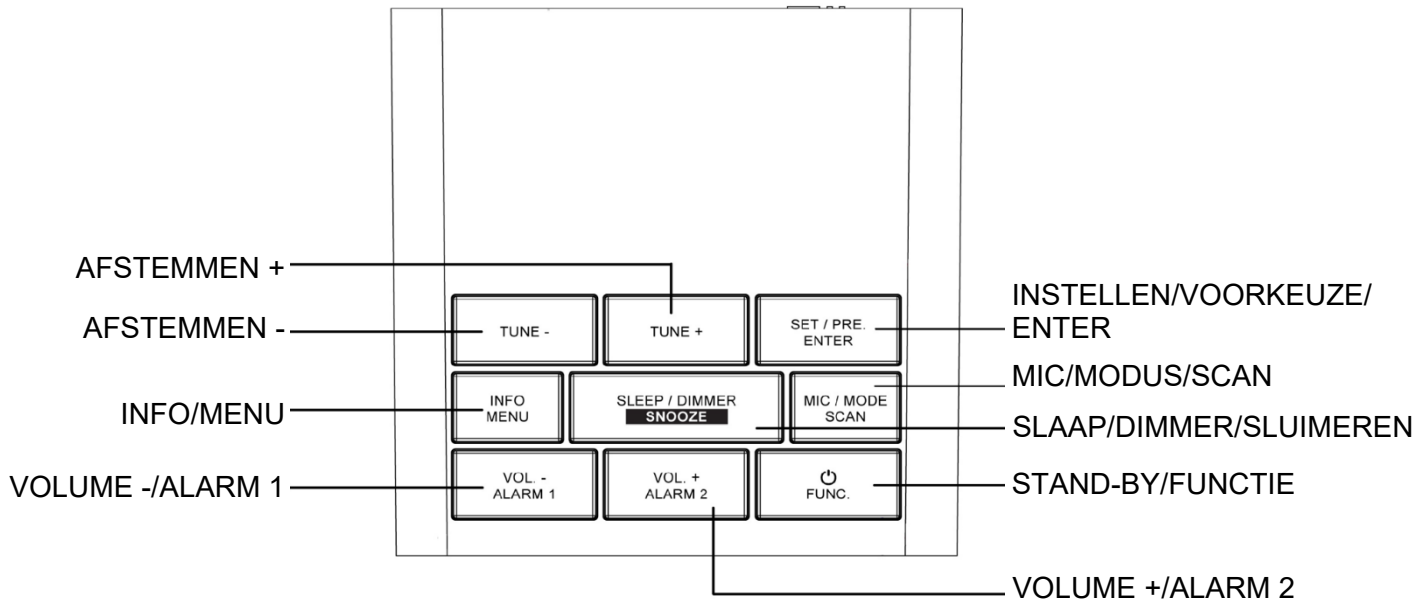 AFSTEMMEN +
AFSTEMMEN -
INFO/MENU
VOLUME -/ALARM 1
TUNE -
TUNE +
SET / PRE.
ENTER
INFO
MENU
SLEEP / DIMMER
SNOOZE
MIC / MODE
SCAN
VOL. -
ALARM 1
VOL. +
ALARM 2
FUNC.
INSTELLEN/VOORKEUZE/
ENTER
MIC/MODUS/SCAN
SLAAP/DIMMER/SLUIMEREN
STAND-BY/FUNCTIE
VOLUME +/ALARM 2